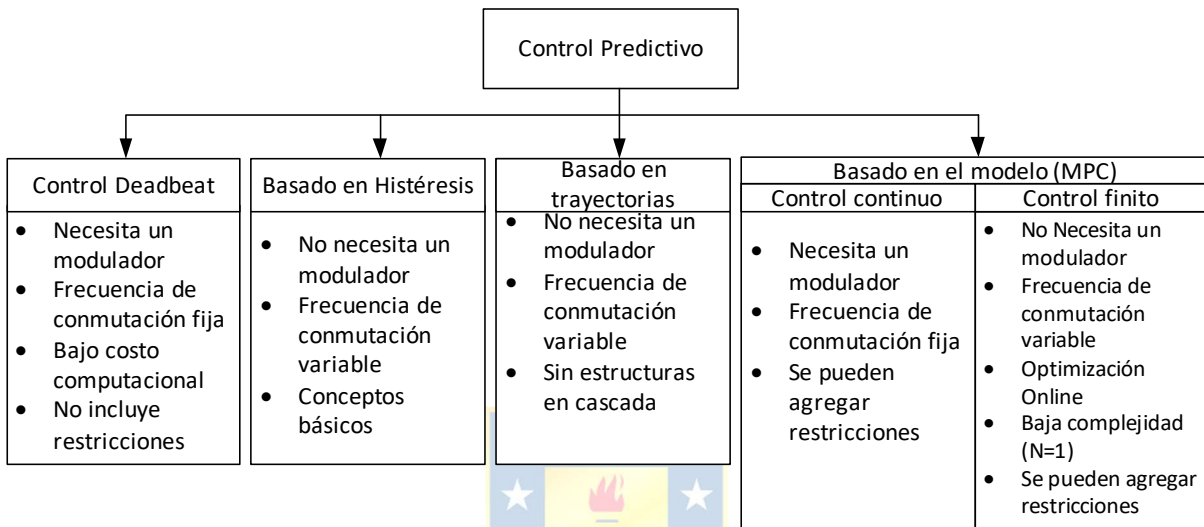 Control Predictivo
Control Deadbeat
• Necesita un
modulador
• Frecuencia de
conmutación fija
• Bajo costo
computacional
• No incluye
restricciones
Basado en Histéresis
• No necesita un
modulador
• Frecuencia de
conmutación
variable
• Conceptos
básicos
Basado en
trayectorias
• No necesita un
modulador
• Frecuencia de
conmutación
variable
• Sin estructuras
en cascada
Basado en el modelo (MPC)
Control continuo
• Necesita un
modulador
• Frecuencia de
conmutación fija
• Se pueden
agregar
restricciones
Control finito
• No Necesita un
modulador
• Frecuencia de
conmutación
variable
• Optimización
Online
• Baja complejidad
(N=1)
• Se pueden agregar
restricciones